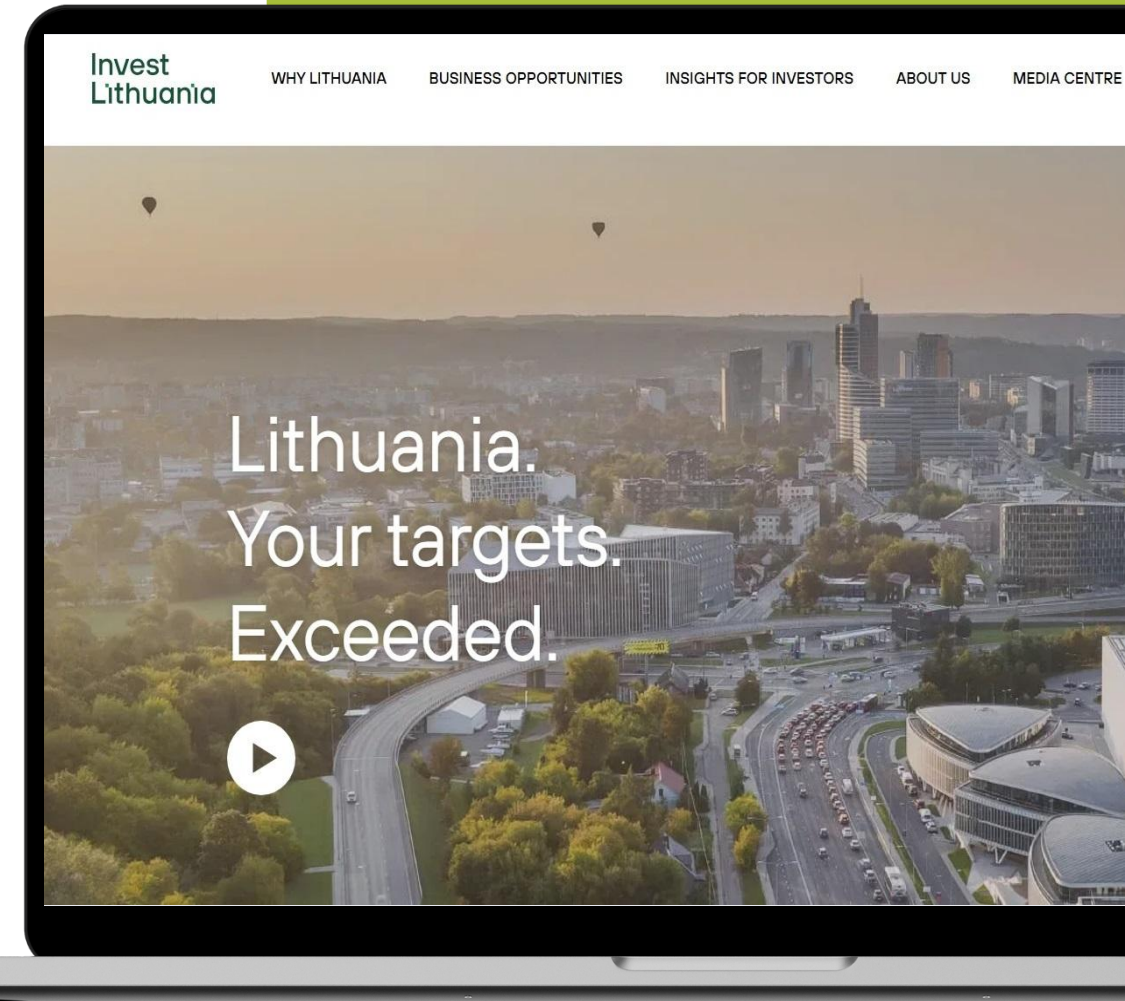 Invest
Lithuania
WHY LITHUANIA
BUSINESS OPPORTUNITIES
INSIGHTS FOR INVESTORS
ABOUT US
MEDIA CENTRE
Lithuania.
Your targets.
Exceeded.